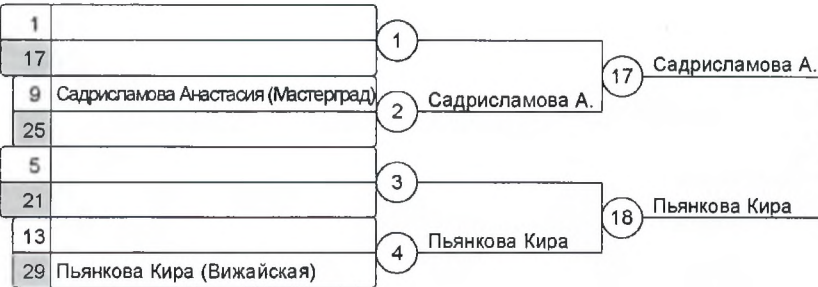 1
1
17
17 Садрисламова А.
9 Садрисламова Анастасия (Мастерград)
2 Садрисламова А.
25
5
3
21
18 Пьянкова Кира
13
4 Пьянкова Кира
29 Пьянкова Кира (Вижайская)